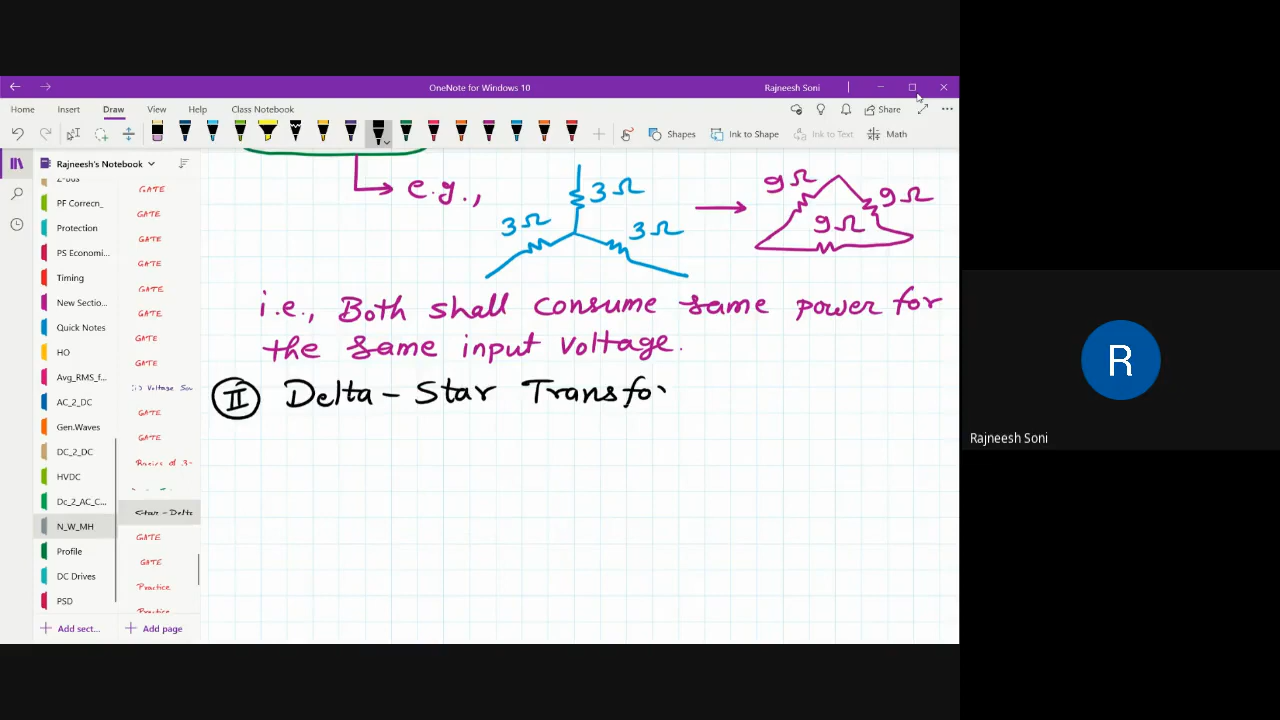 OneNote for Windows 10
Rajneesh Soni
Home Insert Draw View Help Class Notebook
Share
Shapes Ink to Shape Ink to Text Math
Rajneesh's Notebook
PF Correcn_
Protection
PS Economi...
Timing
New Sectio...
Quick Notes
HO
Avg_RMS_f...
AC_2_DC
Gen.Waves
DC_2_DC
HVDC
Dc_2_AC_C...
N_W_MH
Profile
DC Drives
PSD
Add sect...
GATE
GATE
GATE
GATE
GATE
GATE
GATE
GATE
GATE
GATE
Basics of 3-
Star - Delta
GATE
GATE
Practice
Practice
Add page
e.g.,
3Ω
3Ω
3Ω
9Ω
9Ω
9Ω
i.e., Both shall consume same power for
the same input voltage.
II Delta - Star Transfo
R
Rajneesh Soni